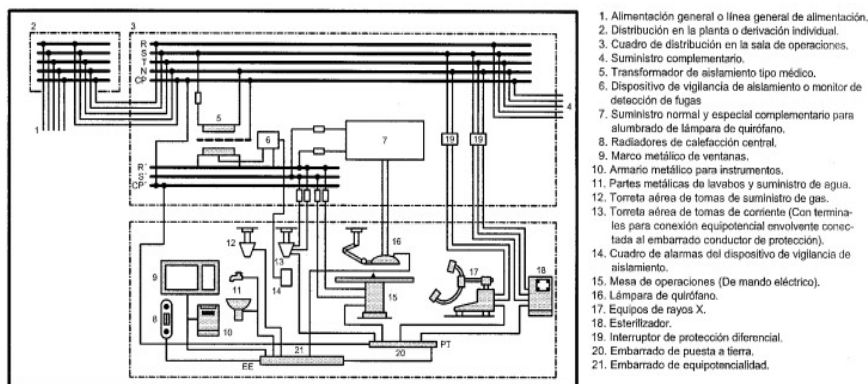 2
3
R
S
T
N
CP
1
4
5
6
7
19
19
R´
S´
CP´
12
13
16
9
11
14
15
17
18
8
10
21
20
PT
EE
1. Alimentación general o línea general de alimentación.
2. Distribución en la planta o derivación individual.
3. Cuadro de distribución en la sala de operaciones.
4. Suministro complementario.
5. Transformador de aislamiento tipo médico.
6. Dispositivo de vigilancia de aislamiento o monitor de
detección de fugas
7. Suministro normal y especial complementario para
alumbrado de lámpara de quirófano.
8. Radiadores de calefacción central.
9. Marco metálico de ventanas.
10. Armario metálico para instrumentos.
11. Partes metálicas de lavabos y suministro de agua.
12. Torreta aérea de tomas de suministro de gas.
13. Torreta aérea de tomas de corriente (Con termina-
les para conexión equipotencial envolvente conec-
tada al embarrado conductor de protección).
14. Cuadro de alarmas del dispositivo de vigilancia de
aislamiento.
15. Mesa de operaciones (De mando eléctrico).
16. Lámpara de quirófano.
17. Equipos de rayos X.
18. Esterilizador.
19. Interruptor de protección diferencial.
20. Embarrado de puesta a tierra.
21. Embarrado de equipotencialidad.